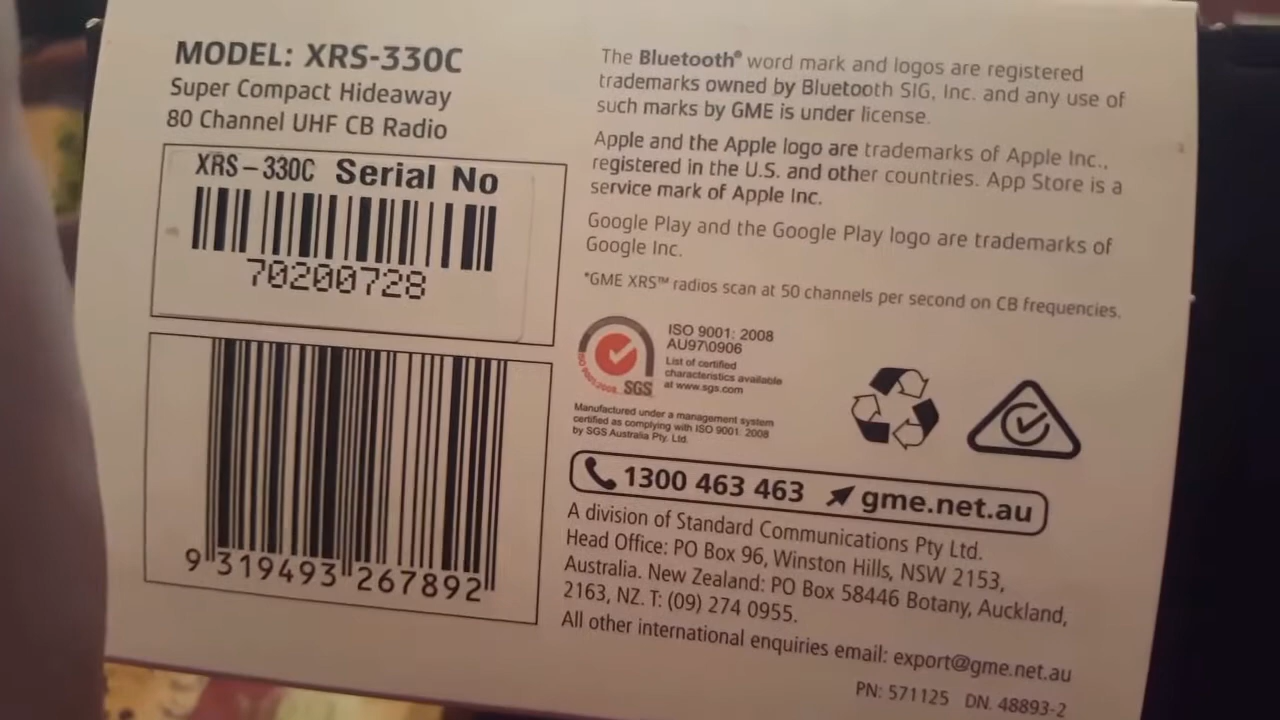 MODEL: XRS-330C
Super Compact Hideaway
80 Channel UHF CB Radio
XRS-330C Serial No
70200728
9 319493 267892
The Bluetooth® word mark and logos are registered
trademarks owned by Bluetooth SIG, Inc. and any use of
such marks by GME is under license.
Apple and the Apple logo are trademarks of Apple Inc.,
registered in the U.S. and other countries. App Store is a
service mark of Apple Inc.
Google Play and the Google Play logo are trademarks of
Google Inc.
*GME XRS™ radios scan at 50 channels per second on CB frequencies.
ISO 9001:2008
SGS
ISO 9001: 2008
AU97\0906
List of certified
characteristics available
at www.sgs.com
Manufactured under a management system
certified as complying with ISO 9001: 2008
by SGS Australia Pty. Ltd.
1300 463 463 gme.net.au
A division of Standard Communications Pty Ltd.
Head Office: PO Box 96, Winston Hills, NSW 2153,
Australia. New Zealand: PO Box 58446 Botany, Auckland,
2163, NZ. T: (09) 274 0955.
All other international enquiries email: export@gme.net.au
PN: 571125 DN. 48893-2